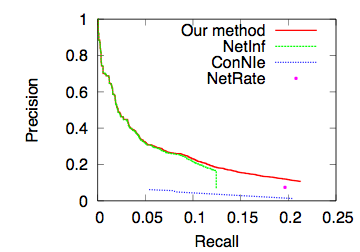 1
0.8
0.6
0.4
0.2
0
Precision
Our method
NetInf
ConNIe
NetRate
0 0.05 0.1 0.15 0.2 0.25
Recall